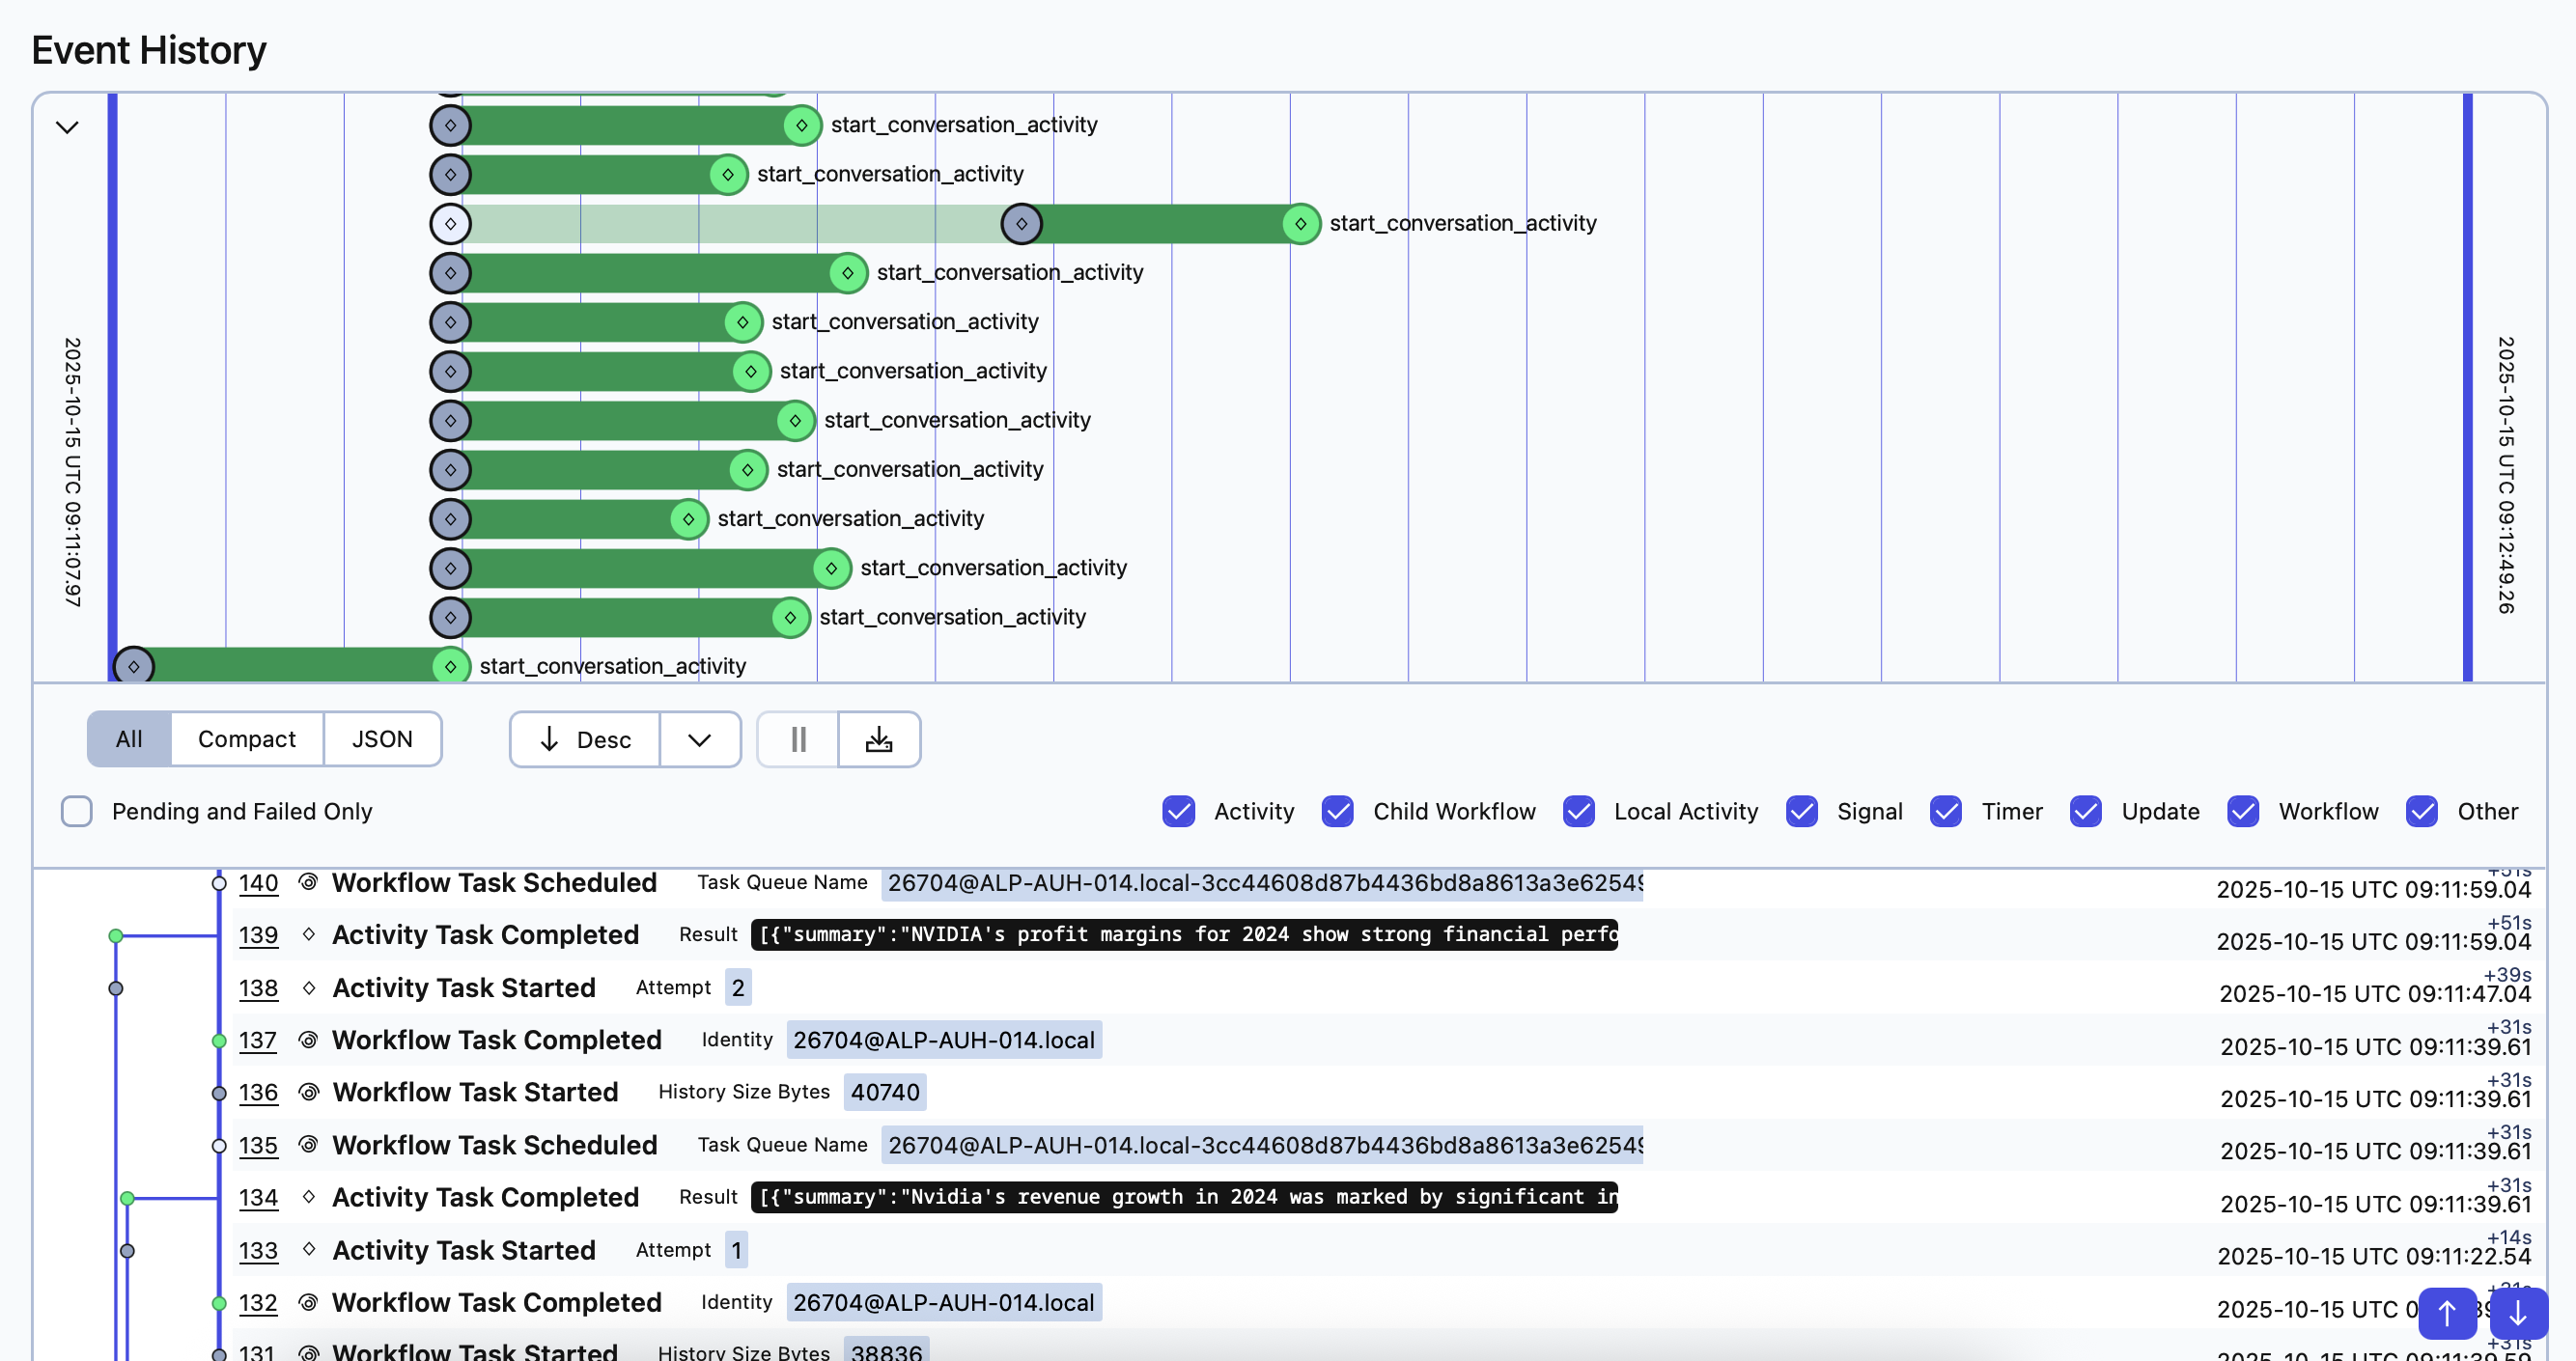 Event History
start_conversation_activity
start_conversation_activity
start_conversation_activity
start_conversation_activity
start_conversation_activity
start_conversation_activity
start_conversation_activity
start_conversation_activity
start_conversation_activity
start_conversation_activity
start_conversation_activity
start_conversation_activity
2025-10-15 UTC 09:11:07.97
2025-10-15 UTC 09:12:49.26
All Compact JSON Desc
Pending and Failed Only Activity Child Workflow Local Activity Signal Timer Update Workflow Other
+51s
140 Workflow Task Scheduled Task Queue Name 26704@ALP-AUH-014.local-3cc44608d87b4436bd8a8613a3e62549 2025-10-15 UTC 09:11:59.04
+51s
139 Activity Task Completed Result [{"summary":"NVIDIA's profit margins for 2024 show strong financial perfo 2025-10-15 UTC 09:11:59.04
+39s
138 Activity Task Started Attempt 2 2025-10-15 UTC 09:11:47.04
+31s
137 Workflow Task Completed Identity 26704@ALP-AUH-014.local 2025-10-15 UTC 09:11:39.61
+31s
136 Workflow Task Started History Size Bytes 40740 2025-10-15 UTC 09:11:39.61
+31s
135 Workflow Task Scheduled Task Queue Name 26704@ALP-AUH-014.local-3cc44608d87b4436bd8a8613a3e62549 2025-10-15 UTC 09:11:39.61
+31s
134 Activity Task Completed Result [{"summary":"Nvidia's revenue growth in 2024 was marked by significant in 2025-10-15 UTC 09:11:39.61
+14s
133 Activity Task Started Attempt 1 2025-10-15 UTC 09:11:22.54
132 Workflow Task Completed Identity 26704@ALP-AUH-014.local 2025-10-15 UTC
+31s
131 Workflow Task Started History Size Bytes 38836 2025-10-15 UTC 09:11:39.59